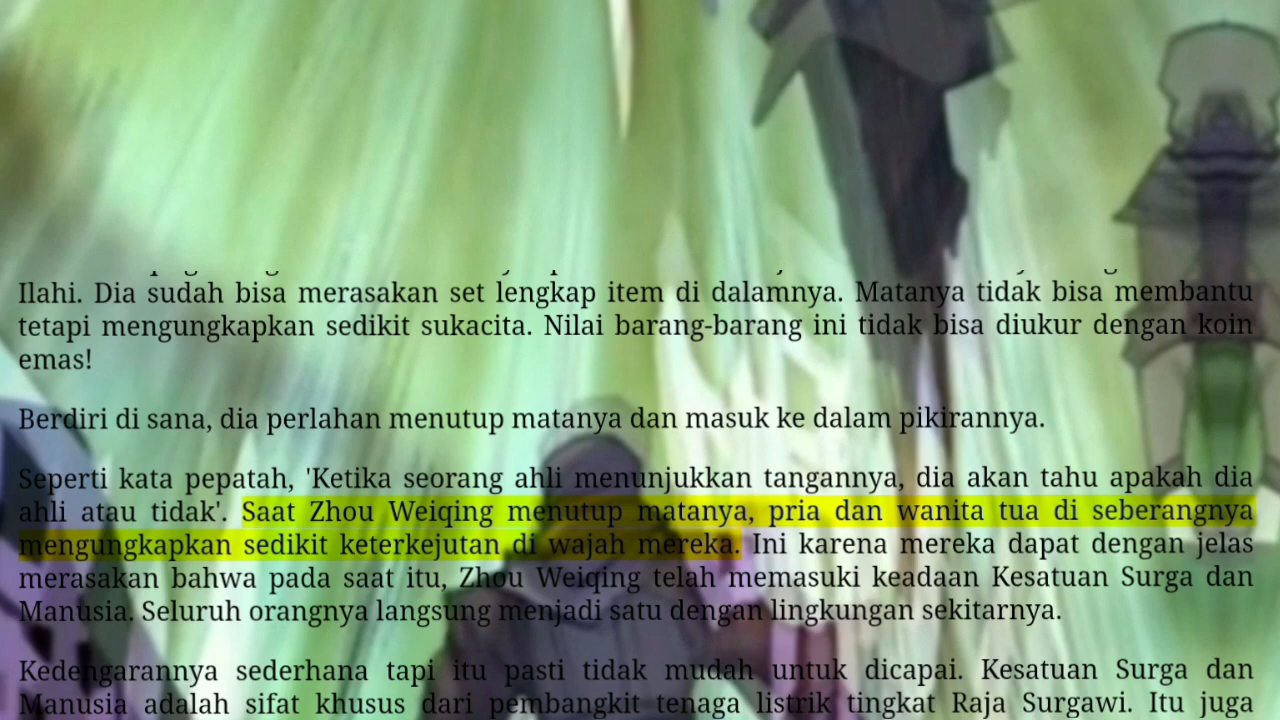 Ilahi. Dia sudah bisa merasakan set lengkap item di dalamnya. Matanya tidak bisa membantu
tetapi mengungkapkan sedikit sukacita. Nilai barang-barang ini tidak bisa diukur dengan koin
emas!
Berdiri di sana, dia perlahan menutup matanya dan masuk ke dalam pikirannya.
Seperti kata pepatah, 'Ketika seorang ahli menunjukkan tangannya, dia akan tahu apakah dia
ahli atau tidak'. Saat Zhou Weiqing menutup matanya, pria dan wanita tua di seberangnya
mengungkapkan sedikit keterkejutan di wajah mereka. Ini karena mereka dapat dengan jelas
merasakan bahwa pada saat itu, Zhou Weiqing telah memasuki keadaan Kesatuan Surga dan
Manusia. Seluruh orangnya langsung menjadi satu dengan lingkungan sekitarnya.
Kedengarannya sederhana tapi itu pasti tidak mudah untuk dicapai. Kesatuan Surga dan
Manusia adalah sifat khusus dari pembangkit tenaga listrik tingkat Raja Surgawi. Itu juga